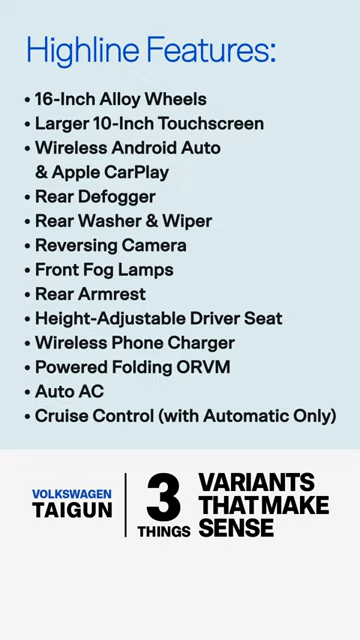 Highline Features:
• 16-Inch Alloy Wheels
• Larger 10-Inch Touchscreen
• Wireless Android Auto
& Apple CarPlay
• Rear Defogger
• Rear Washer & Wiper
• Reversing Camera
• Front Fog Lamps
• Rear Armrest
• Height-Adjustable Driver Seat
• Wireless Phone Charger
• Powered Folding ORVM
• Auto AC
• Cruise Control (with Automatic Only)
VOLKSWAGEN
TAIGUN
3
THINGS
VARIANTS
THAT MAKE
SENSE